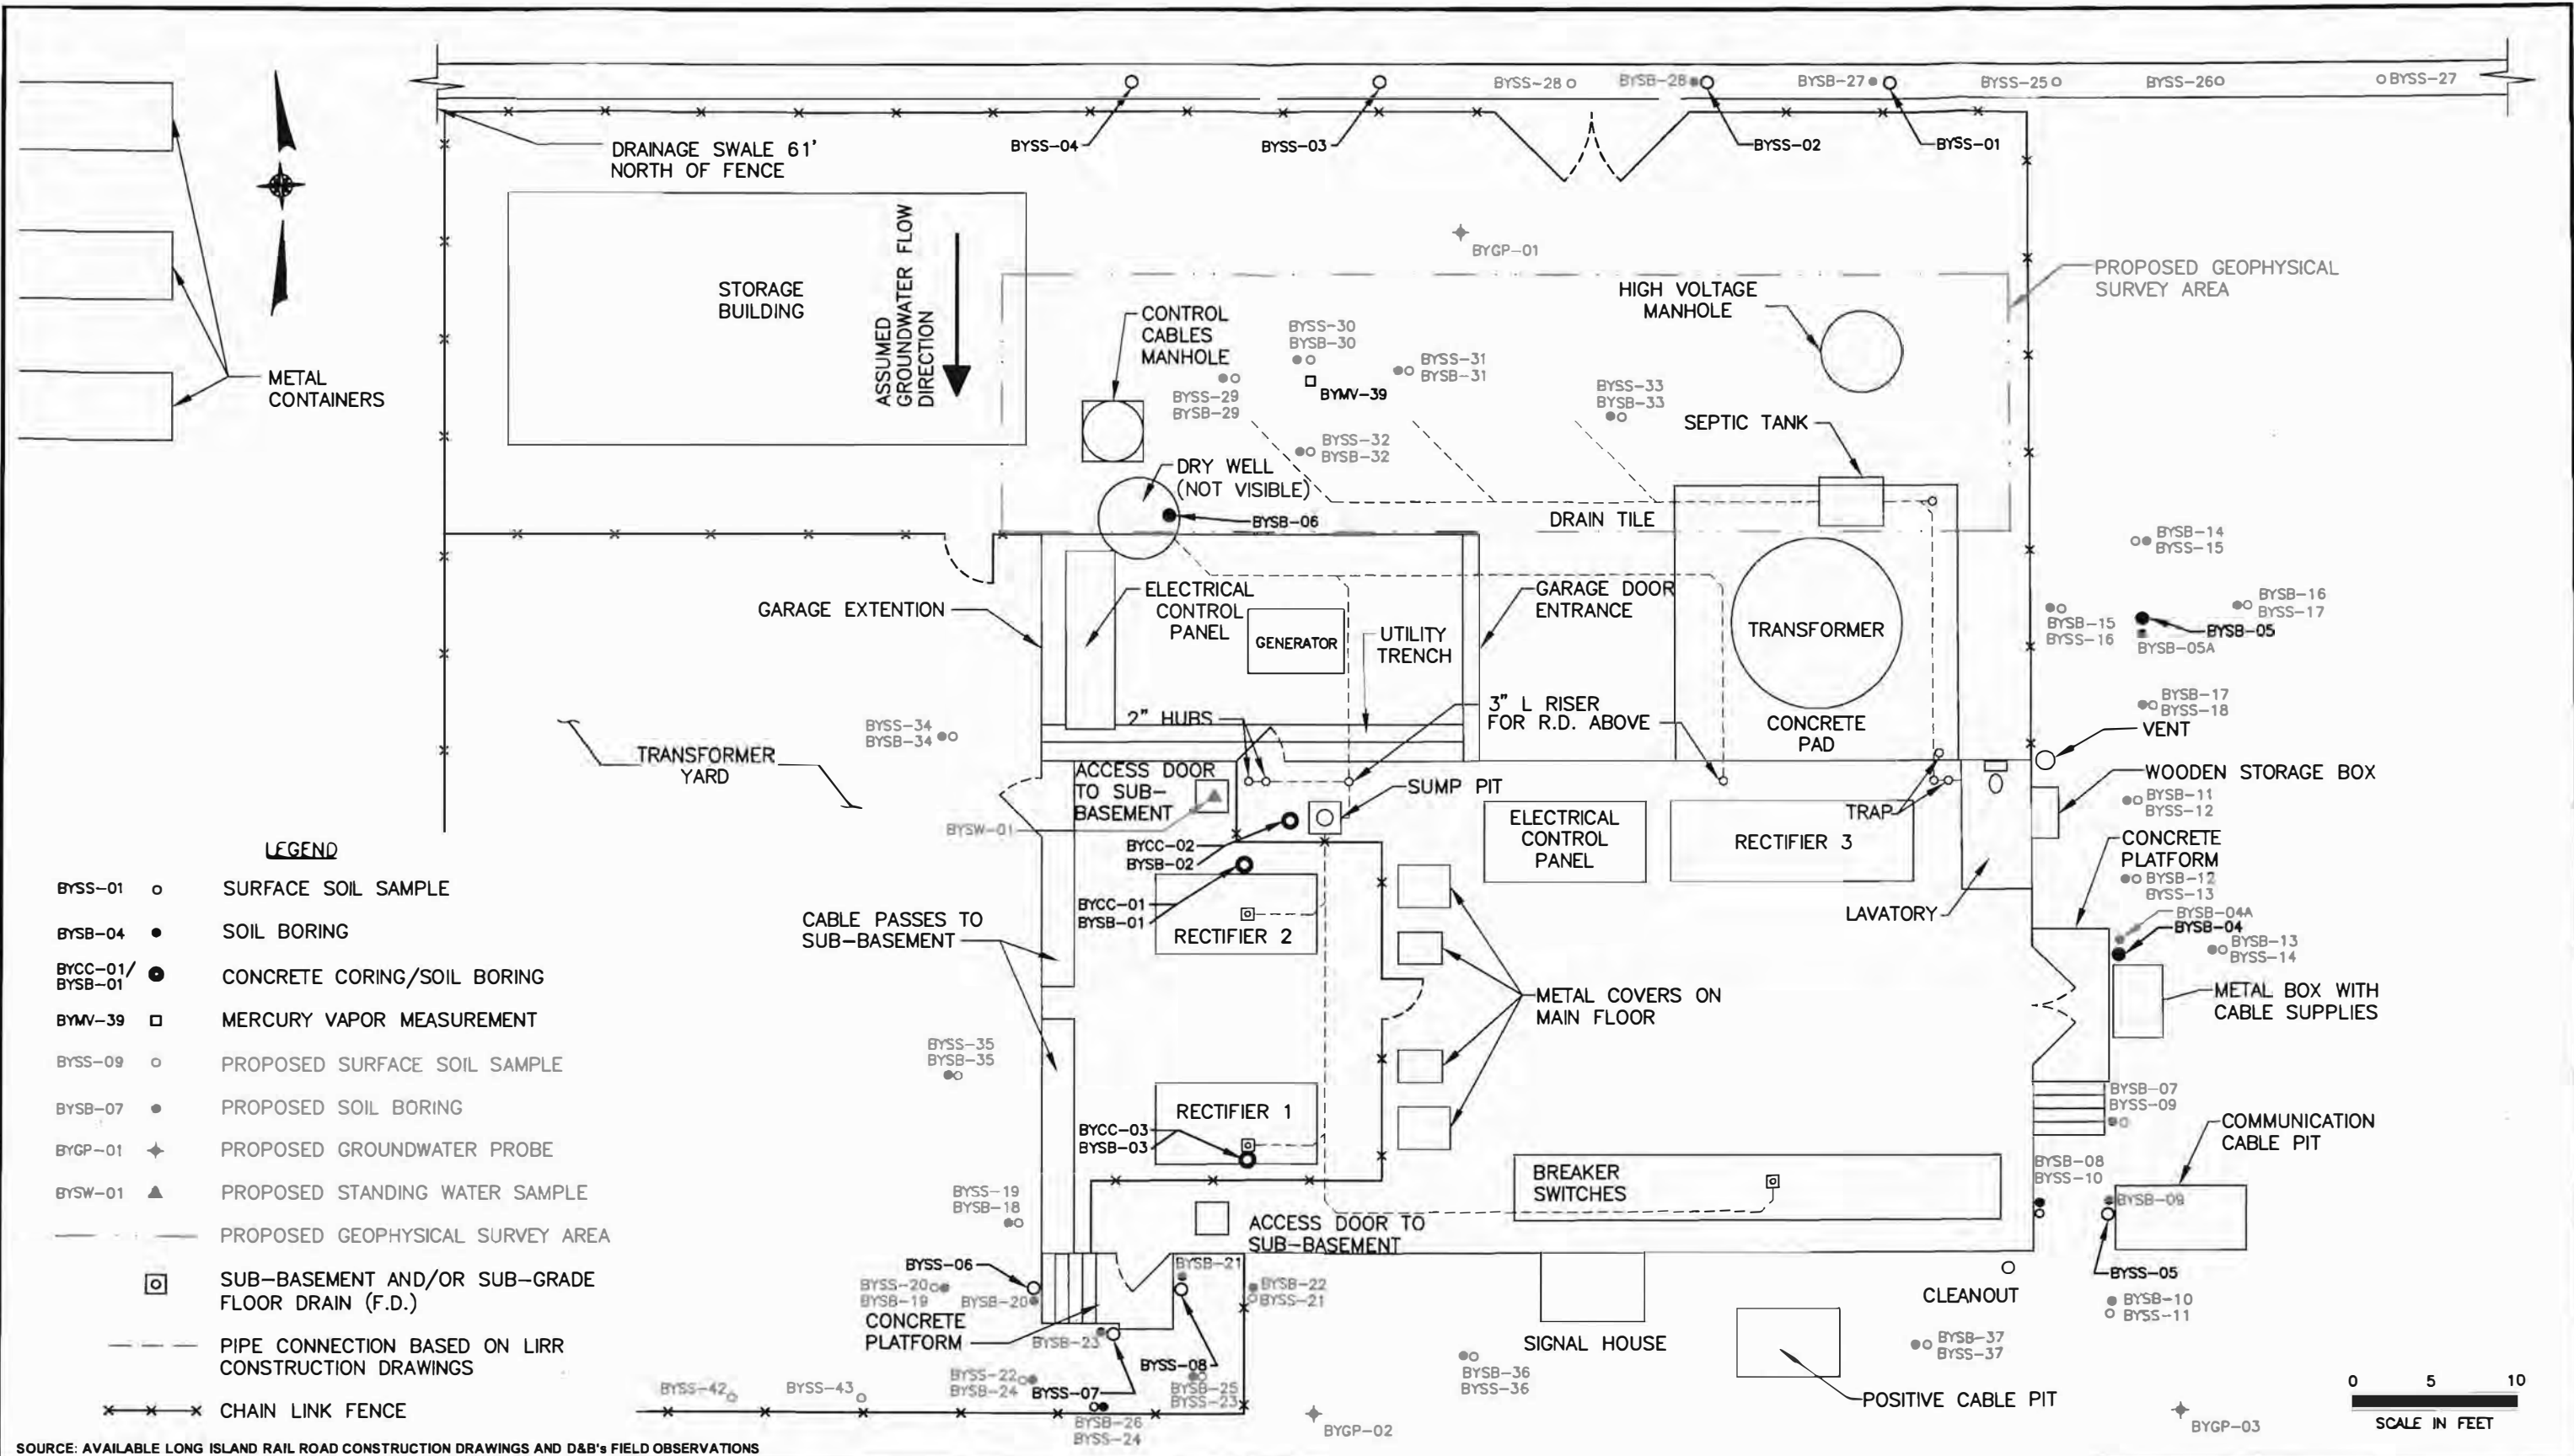 BYSS-28
BYSB-28
BYSB-27
BYSS-25
BYSS-26
BYSS-27
BYSS-04
BYSS-03
BYSS-02
BYSS-01
DRAINAGE SWALE 61'
NORTH OF FENCE
BYGP-01
STORAGE
BUILDING
ASSUMED
GROUNDWATER FLOW
DIRECTION
PROPOSED GEOPHYSICAL
SURVEY AREA
HIGH VOLTAGE
MANHOLE
CONTROL
CABLES
MANHOLE
METAL
CONTAINERS
BYSS-30
BYSB-30
BYSS-31
BYSB-31
BYMV-39
BYSS-29
BYSB-29
BYSS-33
BYSB-33
SEPTIC TANK
BYSS-32
BYSB-32
DRY WELL
(NOT VISIBLE)
BYSB-06
DRAIN TILE
BYSB-14
BYSS-15
GARAGE EXTENTION
ELECTRICAL
CONTROL
PANEL
GENERATOR
UTILITY
TRENCH
GARAGE DOOR
ENTRANCE
TRANSFORMER
BYSB-16
BYSS-17
BYSB-15
BYSS-16
BYSB-05
BYSB-05A
2" HUBS
3" L RISER
FOR R.D. ABOVE
CONCRETE
PAD
BYSB-17
BYSS-18
VENT
BYSS-34
BYSB-34
TRANSFORMER
YARD
ACCESS DOOR
TO SUB-
BASEMENT
SUMP PIT
WOODEN STORAGE BOX
BYSB-11
BYSS-12
BYSW-01
TRAP
ELECTRICAL
CONTROL
PANEL
RECTIFIER 3
BYCC-02
BYSB-02
CONCRETE
PLATFORM
BYSB-12
BYSS-13
BYCC-01
BYSB-01
RECTIFIER 2
LAVATORY
BYSB-04A
BYSB-04
BYSB-13
BYSS-14
CABLE PASSES TO
SUB-BASEMENT
METAL COVERS ON
MAIN FLOOR
METAL BOX WITH
CABLE SUPPLIES
BYSS-35
BYSB-35
RECTIFIER 1
BYCC-03
BYSB-03
BYSB-07
BYSS-09
COMMUNICATION
CABLE PIT
BREAKER
SWITCHES
BYSB-08
BYSS-10
BYSB-09
BYSS-19
BYSB-18
ACCESS DOOR TO
SUB-BASEMENT
BYSS-06
BYSS-20
BYSB-19
BYSB-20
BYSB-21
BYSB-22
BYSS-21
BYSS-05
CLEANOUT
BYSB-10
BYSS-11
CONCRETE
PLATFORM
BYSB-23
SIGNAL HOUSE
BYSB-37
BYSS-37
BYSS-08
BYSB-36
BYSS-36
BYSS-42
BYSS-43
BYSS-22
BYSB-24
BYSS-07
BYSB-25
BYSS-23
POSITIVE CABLE PIT
BYSB-26
BYSS-24
BYGP-02
BYGP-03
0 5 10
SCALE IN FEET
LEGEND
BYSS-01 SURFACE SOIL SAMPLE
BYSB-04 SOIL BORING
BYCC-01/
BYSB-01 CONCRETE CORING/SOIL BORING
BYMV-39 MERCURY VAPOR MEASUREMENT
BYSS-09 PROPOSED SURFACE SOIL SAMPLE
BYSB-07 PROPOSED SOIL BORING
BYGP-01 PROPOSED GROUNDWATER PROBE
BYSW-01 PROPOSED STANDING WATER SAMPLE
PROPOSED GEOPHYSICAL SURVEY AREA
SUB-BASEMENT AND/OR SUB-GRADE
FLOOR DRAIN (F.D.)
PIPE CONNECTION BASED ON LIRR
CONSTRUCTION DRAWINGS
CHAIN LINK FENCE
SOURCE: AVAILABLE LONG ISLAND RAIL ROAD CONSTRUCTION DRAWINGS AND D&B's FIELD OBSERVATIONS